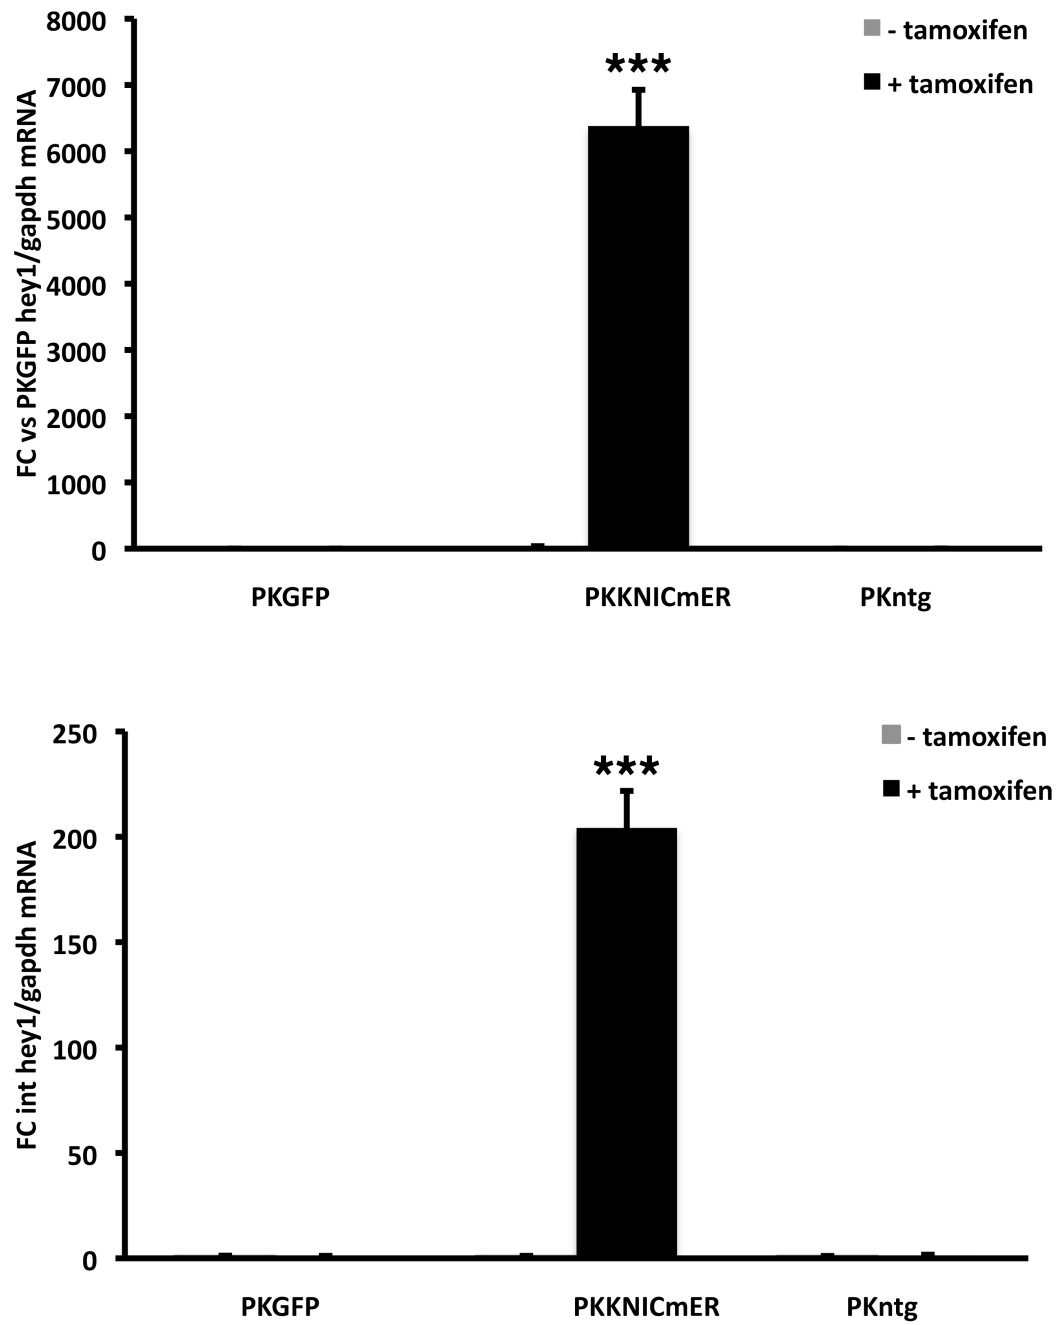 FC vs PKGFP hey1/gapdh mRNA
8000
7000
6000
5000
4000
3000
2000
1000
0
***
- tamoxifen
+ tamoxifen
PKGFP PKKNICmER PKntg
FC int hey1/gapdh mRNA
250
200
150
100
50
0
***
- tamoxifen
+ tamoxifen
PKGFP PKKNICmER PKntg